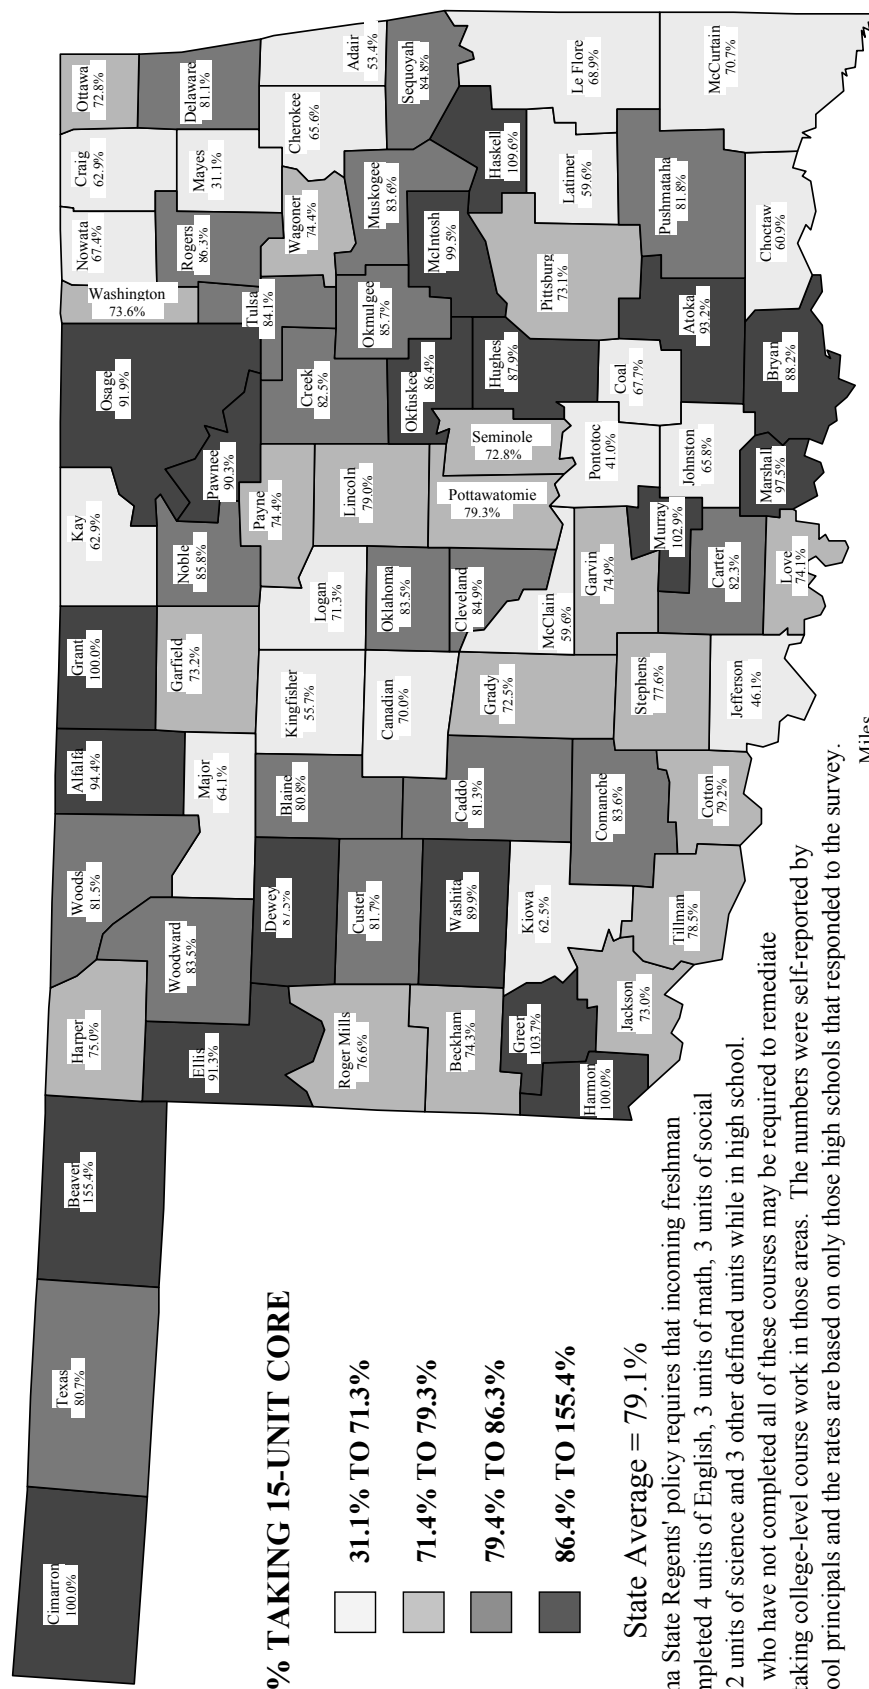 Cimarron
100.0%
Texas
80.7%
Beaver
155.4%
Harper
75.0%
Woods
81.5%
Alfalfa
94.4%
Grant
100.0%
Kay
62.9%
Osage
91.9%
Washington
73.6%
Nowata
67.4%
Craig
62.9%
Ottawa
72.8%
Ellis
91.3%
Woodward
83.5%
Major
64.1%
Garfield
73.2%
Noble
85.8%
Pawnee
90.3%
Rogers
86.3%
Mayes
31.1%
Delaware
81.1%
Roger Mills
76.6%
Dewey
87.5%
Blaine
80.8%
Kingfisher
55.7%
Logan
71.3%
Payne
74.4%
Creek
82.5%
Tulsa
84.1%
Wagoner
74.4%
Cherokee
65.6%
Adair
53.4%
Custer
81.7%
Canadian
70.0%
Oklahoma
83.5%
Lincoln
79.0%
Okfuskee
86.4%
Okmulgee
85.7%
Muskogee
83.6%
Sequoyah
84.8%
Beckham
74.3%
Washita
89.9%
Caddo
81.3%
Grady
72.5%
Cleveland
84.9%
Pottawatomie
79.3%
Seminole
72.8%
Hughes
87.9%
McIntosh
99.5%
Haskell
109.6%
Le Flore
68.9%
Harmon
100.0%
Green
103.7%
Kiowa
62.5%
McClain
59.6%
Garvin
74.9%
Pontotoc
41.0%
Coal
67.7%
Pittsburg
73.1%
Latimer
59.6%
Jackson
73.0%
Tillman
78.5%
Comanche
83.6%
Stephens
77.6%
Murray
102.9%
Johnston
65.8%
Atoka
93.2%
Pushmataha
81.8%
McCurtain
70.7%
Cotton
79.2%
Jefferson
46.1%
Carter
82.3%
Love
74.1%
Marshall
97.5%
Bryan
88.2%
Choctaw
60.9%
% TAKING 15-UNIT CORE
31.1% TO 71.3%
71.4% TO 79.3%
79.4% TO 86.3%
86.4% TO 155.4%
State Average = 79.1%
State Regents' policy requires that incoming freshman
4 units of English, 3 units of math, 3 units of social
2 units of science and 3 other defined units while in high school.
who have not completed all of these courses may be required to remediate
taking college-level course work in those areas. The numbers were self-reported by
principals and the rates are based on only those high schools that responded to the survey.
Miles